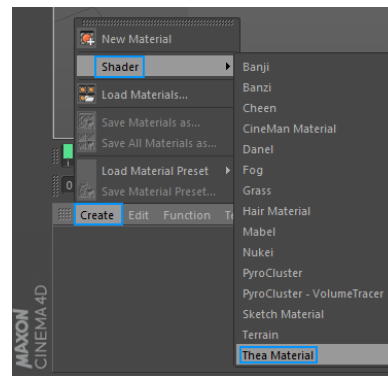 New Material
Shader
Load Materials...
Save Materials as...
Save All Materials as...
Load Material Preset
Save Material Preset...
0
Create Edit Function
Banji
Banzi
Cheen
CineMan Material
Danel
Fog
Grass
Hair Material
Mabel
Nukei
PyroCluster
PyroCluster - VolumeTracer
Sketch Material
Terrain
Thea Material
MAXON
CINEMA 4D